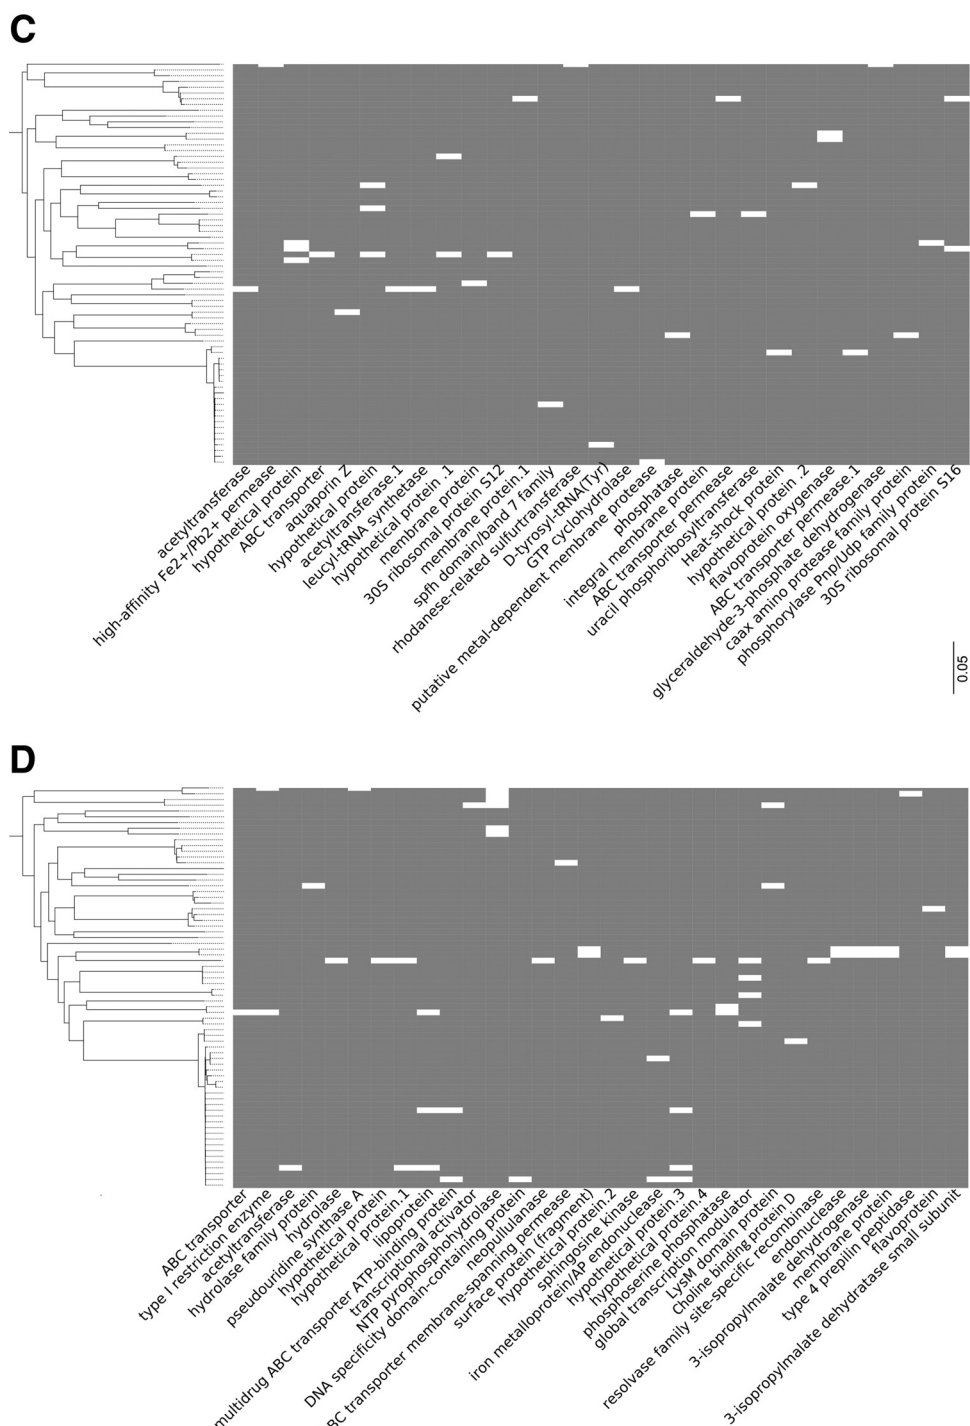 C
acetyltransferase
high-affinity Fe2+/Pb2+ permease
hypothetical protein
ABC transporter
aquaporin Z
hypothetical protein
acetyltransferase.1
leucyl-tRNA synthetase
hypothetical protein .1
membrane protein
30S ribosomal protein S12
membrane protein.1
spfh domain/band 7 family
rhodanese-related sulfurtransferase
D-tyrosyl-tRNA(Tyr)
GTP cyclohydrolase
putative metal-dependent membrane protease
phosphatase
integral membrane protein
ABC transporter permease
uracil phosphoribosyltransferase
Heat-shock protein
hypothetical protein .2
flavoprotein oxygenase
ABC transporter permease.1
glyceraldehyde-3-phosphate dehydrogenase
caax amino protease family protein
phosphorylase Pnp/Udp family protein
30S ribosomal protein S16
0.05
D
ABC transporter
type I restriction enzyme
acetyltransferase
hydrolase family protein
hydrolase
pseudouridine synthase A
hypothetical protein
hypothetical protein.1
lipoprotein
multidrug ABC transporter ATP-binding protein
transcriptional activator
NTP pyrophosphohydrolase
DNA specificity domain-containing protein
neopullulanase
BC transporter membrane-spanning permease
surface protein (fragment)
hypothetical protein.2
sphingosine kinase
iron metalloprotein/AP endonuclease
hypothetical protein.3
hypothetical protein.4
phosphoserine phosphatase
global transcription modulator
LysM domain protein
Choline binding protein D
resolvase family site-specific recombinase
endonuclease
3-isopropylmalate dehydrogenase
membrane protein
type 4 prepilin peptidase
flavoprotein
3-isopropylmalate dehydratase small subunit